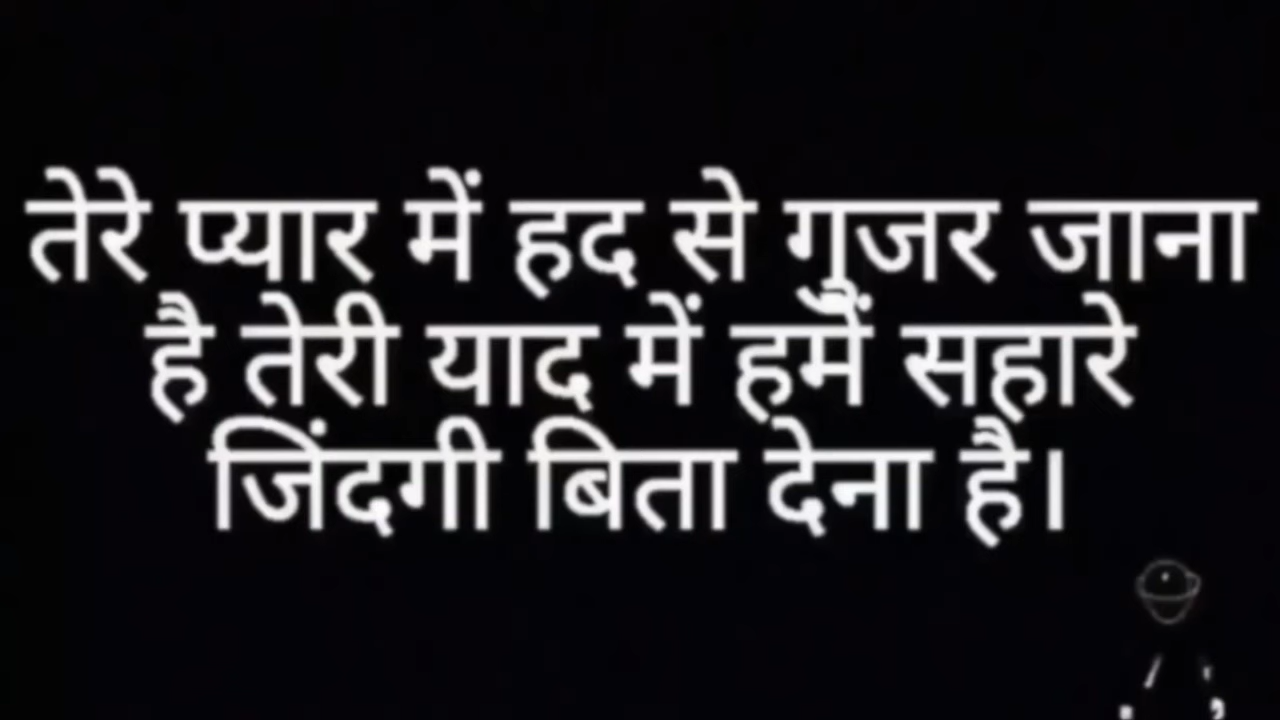 तेरे प्यार में हद से गुजर जाना
है तेरी याद में हमें सहारे
जिंदगी बिता देना है।